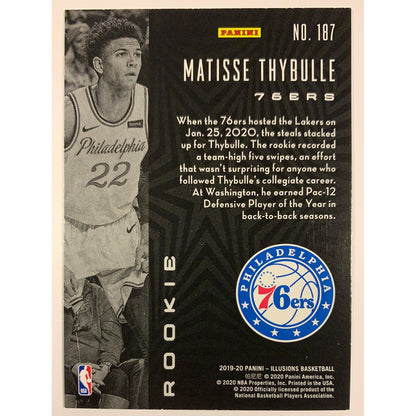 PANINI
NO. 187
MATISSE THYBULLE
76ERS
When the 76ers hosted the Lakers on
Jan. 25, 2020, the steals stacked
up for Thybulle. The rookie recorded
a team-high five swipes, an effort
that wasn't surprising for anyone who
followed Thybulle's collegiate career.
At Washington, he earned Pac-12
Defensive Player of the Year in
back-to-back seasons.
Philadelphia
22
ROOKIE
PHILADELPHIA
76ers
NBA
2019-20 PANINI – ILLUSIONS BASKETBALL
帕尼尼 © 2020 Panini America, Inc.
© 2020 NBA Properties, Inc. Printed in the USA.
© 2020 Officially licensed product of the
National Basketball Players Association.